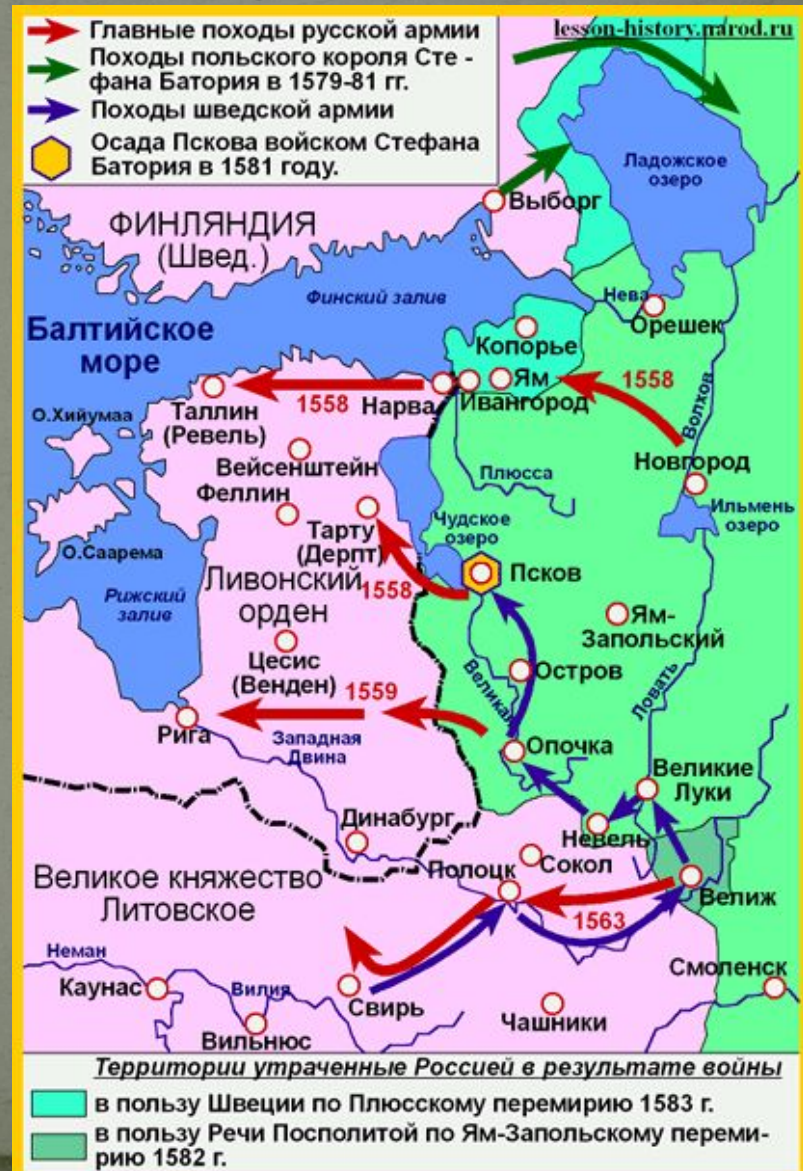 lesson-history.narod.ru
Главные походы русской армии
Походы польского короля Сте -
фана Батория в 1579-81 гг.
Походы шведской армии
Осада Пскова войском Стефана
Батория в 1581 году.
Ладожское
озеро
Выборг
ФИНЛЯНДИЯ
(Швед.)
Финский залив
Нева
Орешек
Балтийское
море
Копорье
Ям
1558
Нарва
Ивангород
1558
Таллин
(Ревель)
О.Хийумаа
Волхов
Новгород
Вейсенштейн
Плюсса
Феллин
Ильмень
озеро
Тарту
(Дерпт)
Чудское
озеро
О.Саарема
Псков
1558
Рижский
залив
Ливонский
орден
Ям-
Запольский
Цесис
(Венден)
Остров
Великая
Ловать
1559
Рига
Западная
Двина
Опочка
Великие
Луки
Динабург
Невель
Сокол
Полоцк
Велиж
Великое княжество
Литовское
1563
Неман
Смоленск
Каунас
Вилия
Свирь
Чашники
Вильнюс
Территории утраченные Россией в результате войны
в пользу Швеции по Плюсскому перемирию 1583 г.
в пользу Речи Посполитой по Ям-Запольскому переми-
рию 1582 г.